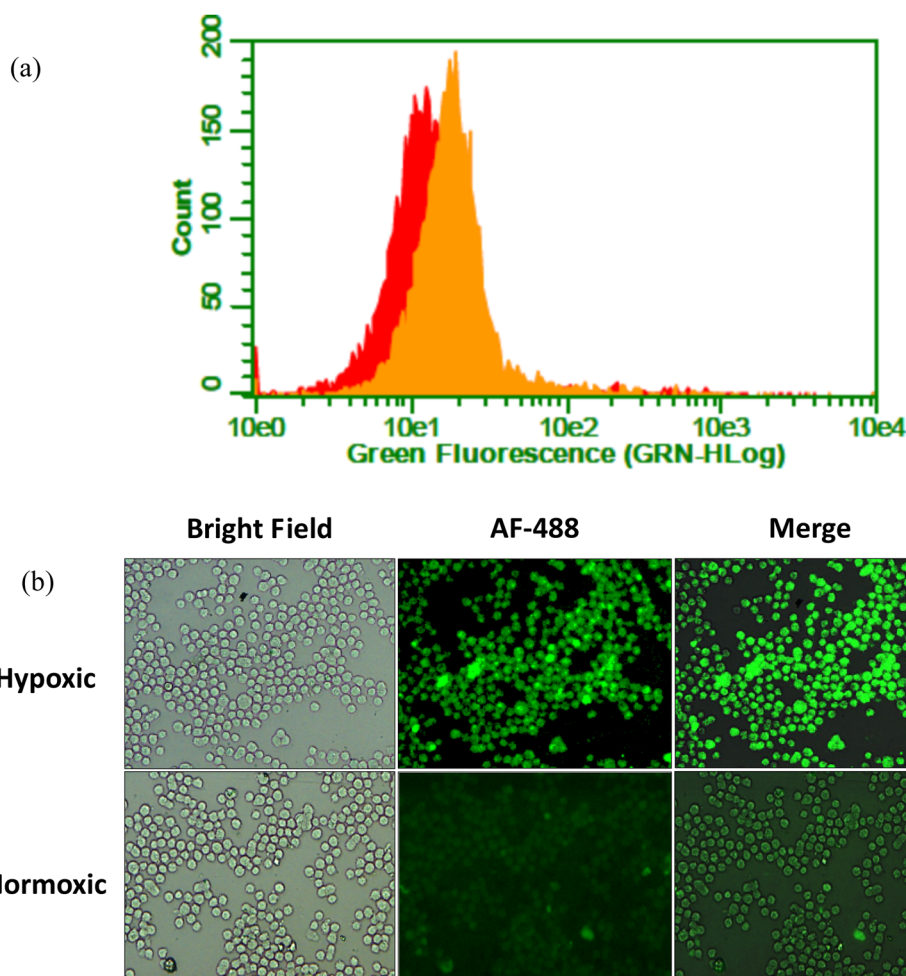 (a)
200
150
100
50
0
Count
10e0 10e1 10e2 10e3 10e4
Green Fluorescence (GRN-HLog)
Bright Field AF-488 Merge
(b)
Hypoxic
Normoxic